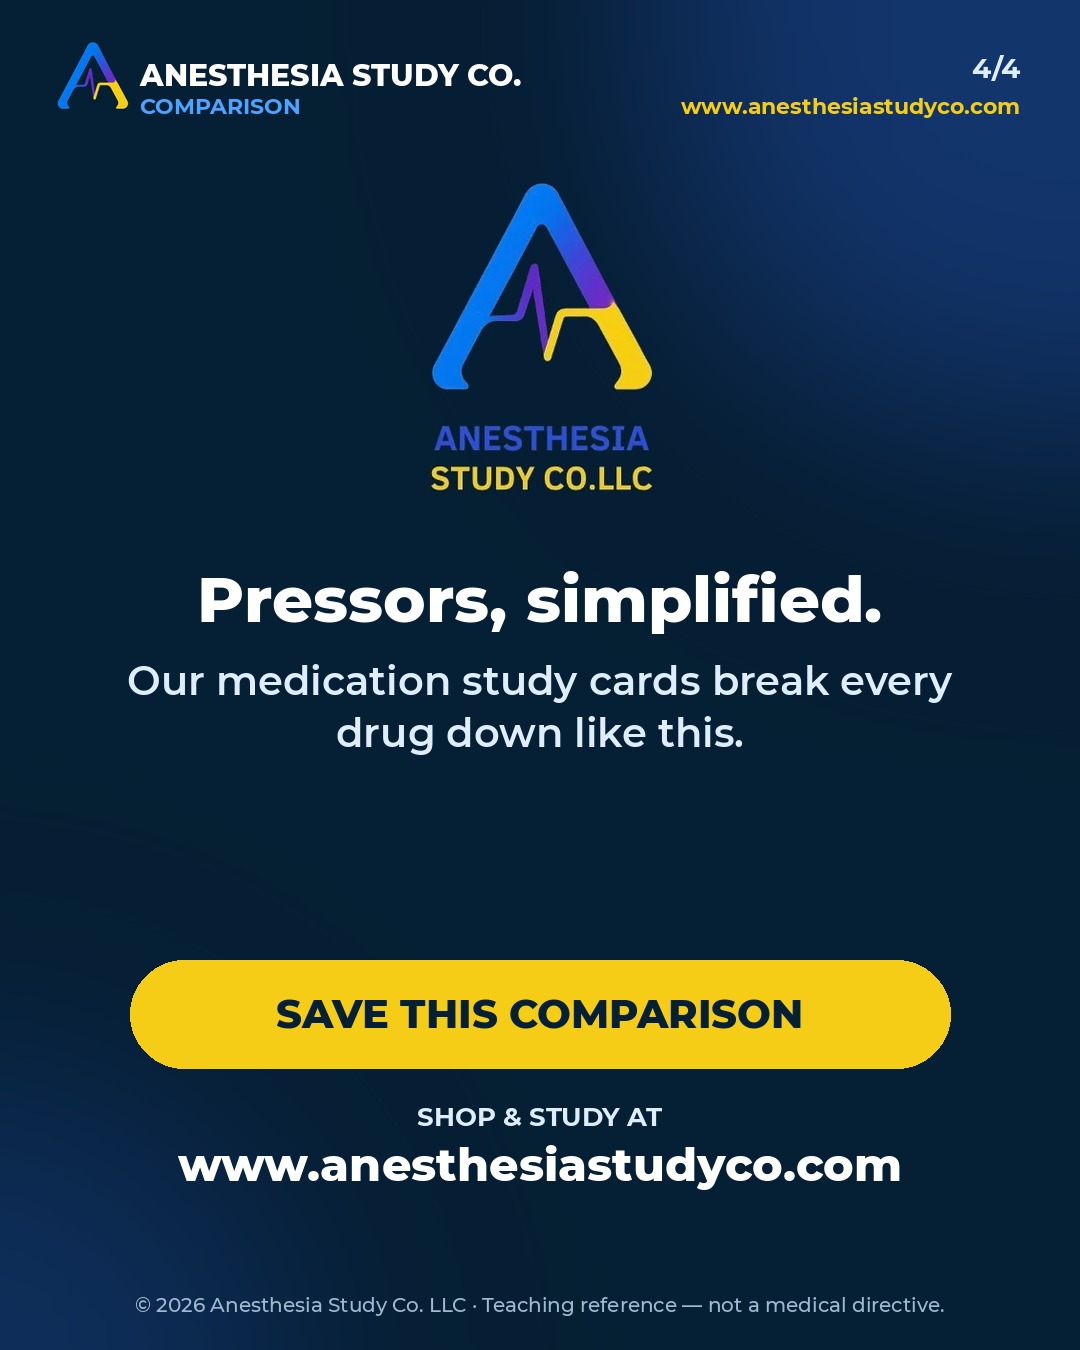 ANESTHESIA STUDY CO.
COMPARISON
4/4
www.anesthesiastudyco.com
ANESTHESIA
STUDY CO.LLC
Pressors, simplified.
Our medication study cards break every
drug down like this.
SAVE THIS COMPARISON
SHOP & STUDY AT
www.anesthesiastudyco.com
© 2026 Anesthesia Study Co. LLC · Teaching reference — not a medical directive.